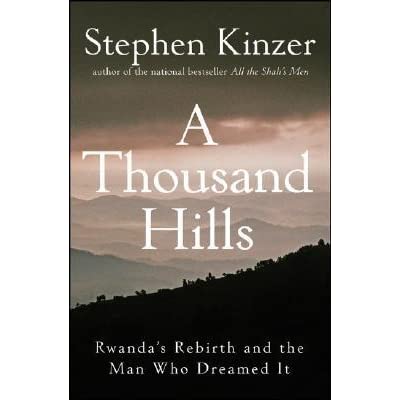 Stephen Kinzer
author of the national bestseller All the Shah's Men
A
Thousand
Hills
Rwanda's Rebirth and the
Man Who Dreamed It